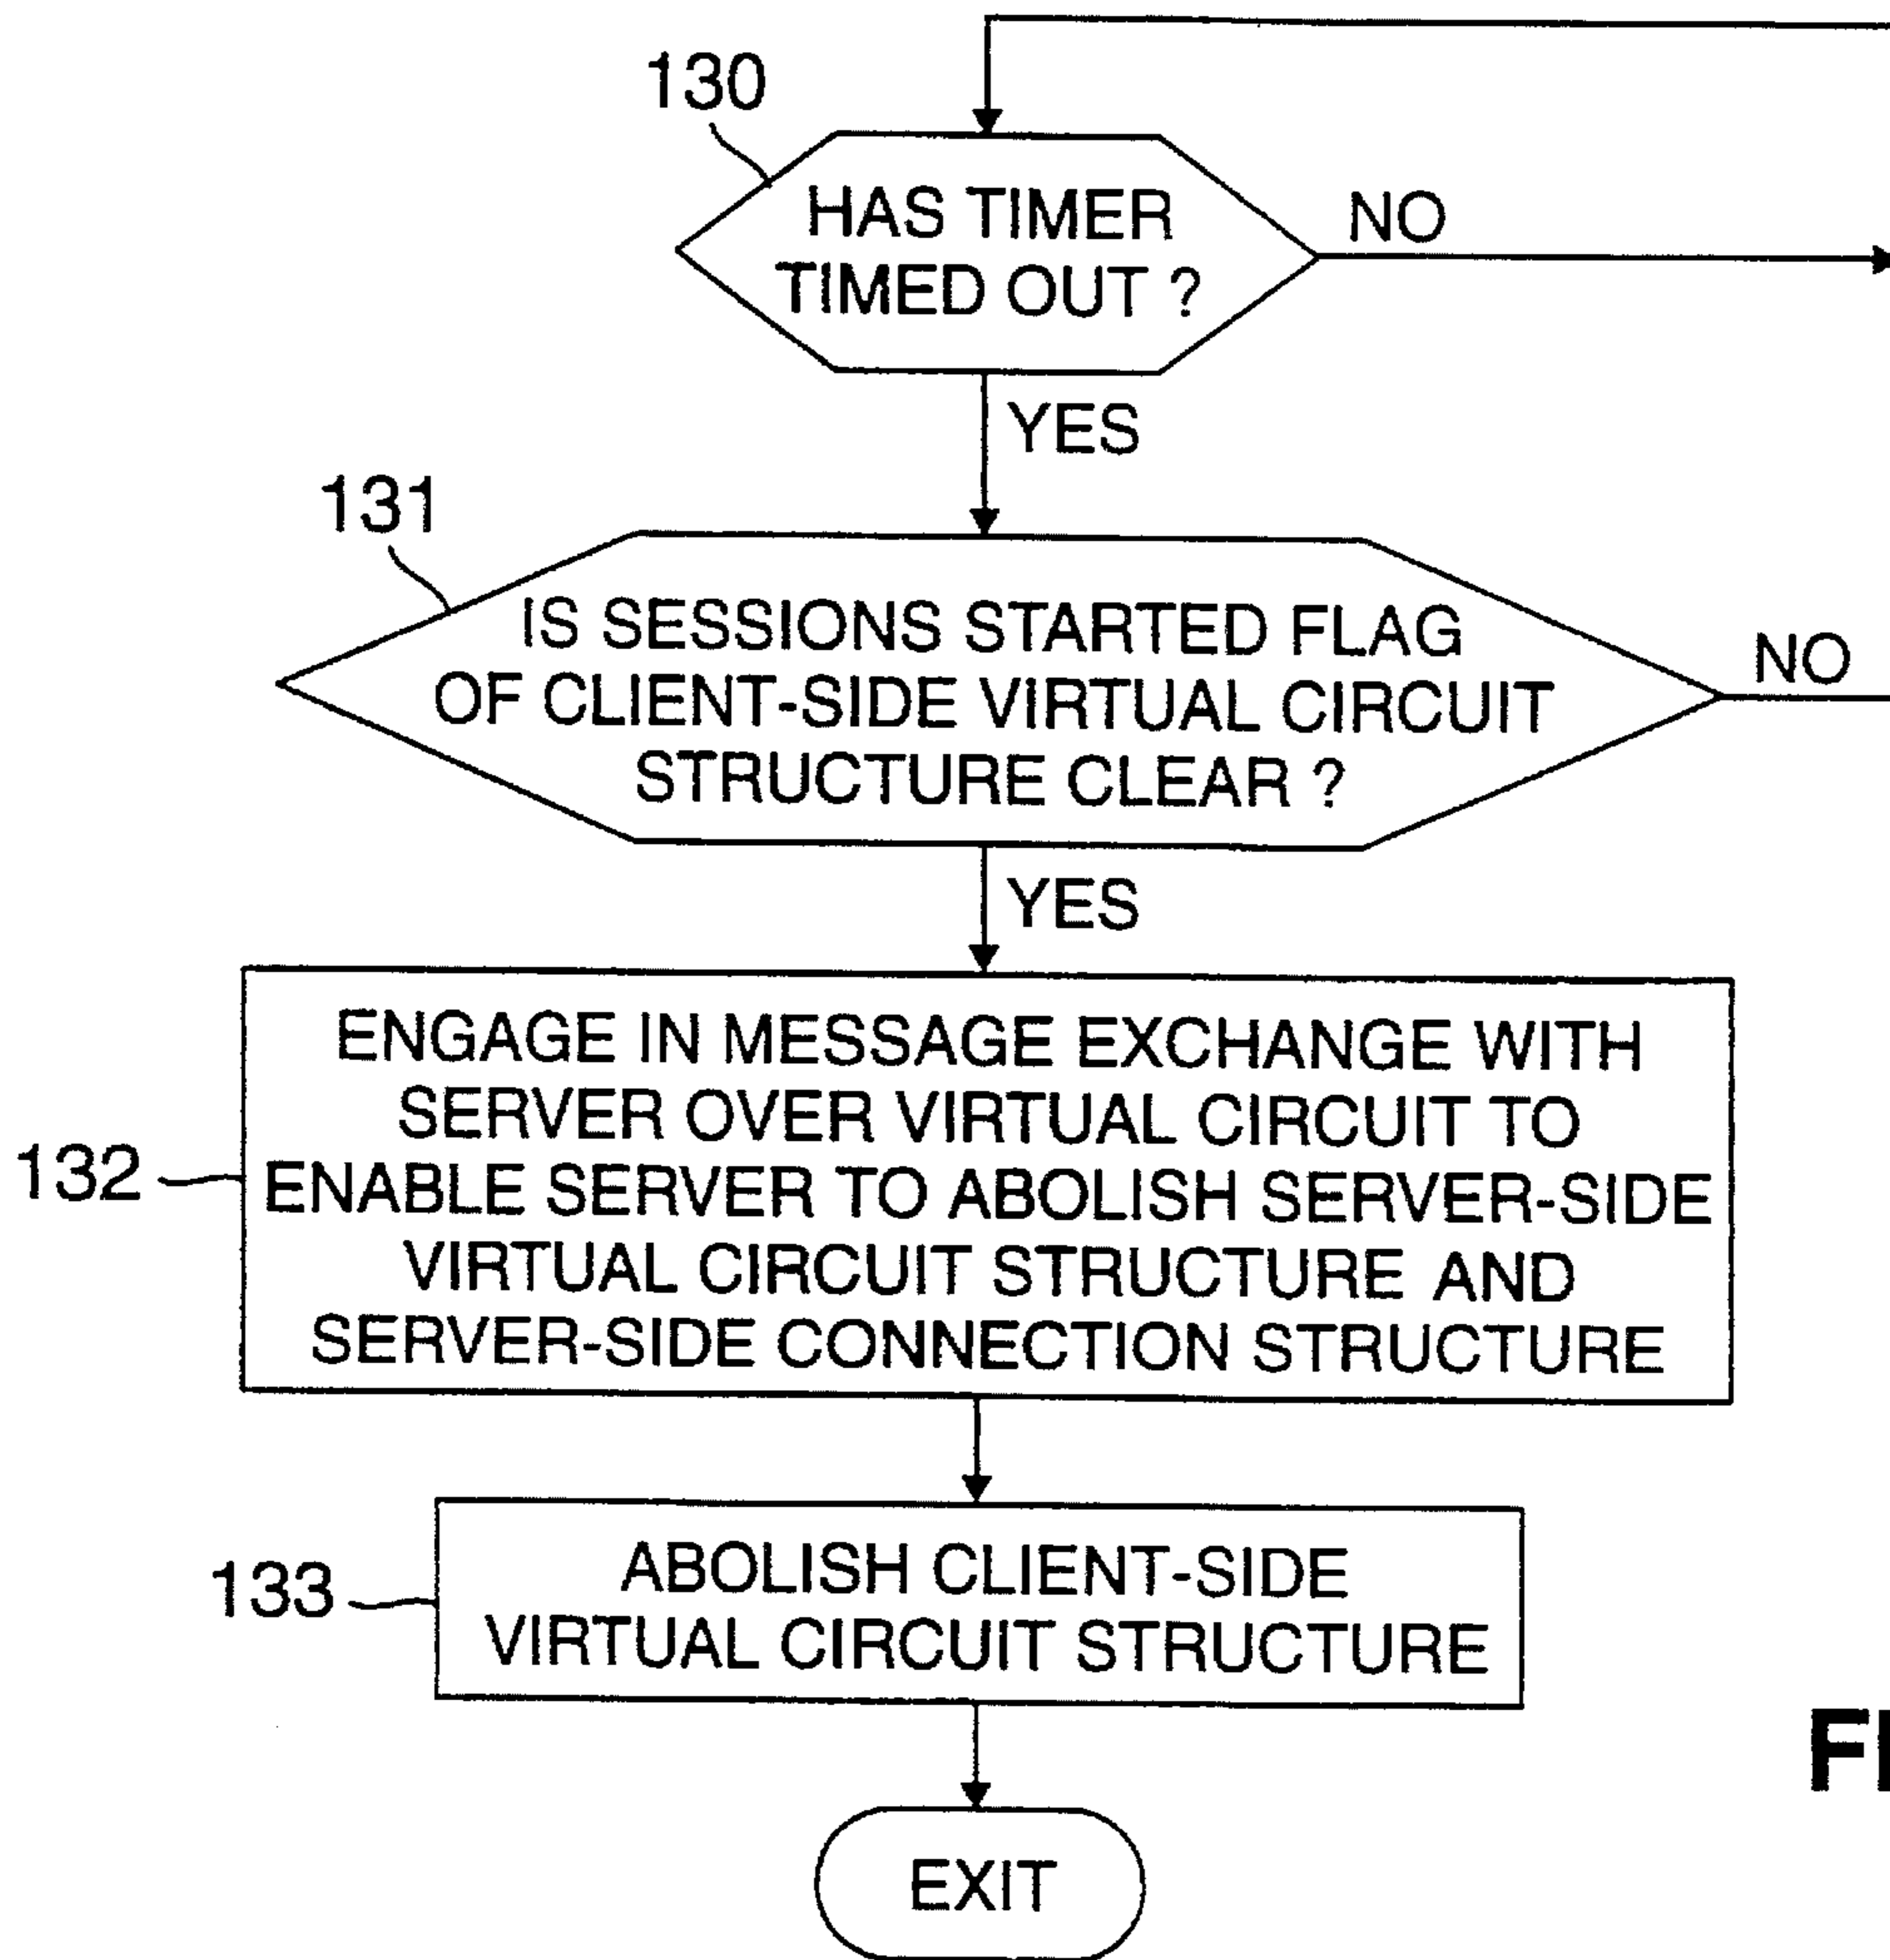 130
HAS TIMER
TIMED OUT ?
NO
YES
131
IS SESSIONS STARTED FLAG
OF CLIENT-SIDE VIRTUAL CIRCUIT
STRUCTURE CLEAR ?
NO
YES
132
ENGAGE IN MESSAGE EXCHANGE WITH
SERVER OVER VIRTUAL CIRCUIT TO
ENABLE SERVER TO ABOLISH SERVER-SIDE
VIRTUAL CIRCUIT STRUCTURE AND
SERVER-SIDE CONNECTION STRUCTURE
133
ABOLISH CLIENT-SIDE
VIRTUAL CIRCUIT STRUCTURE
EXIT